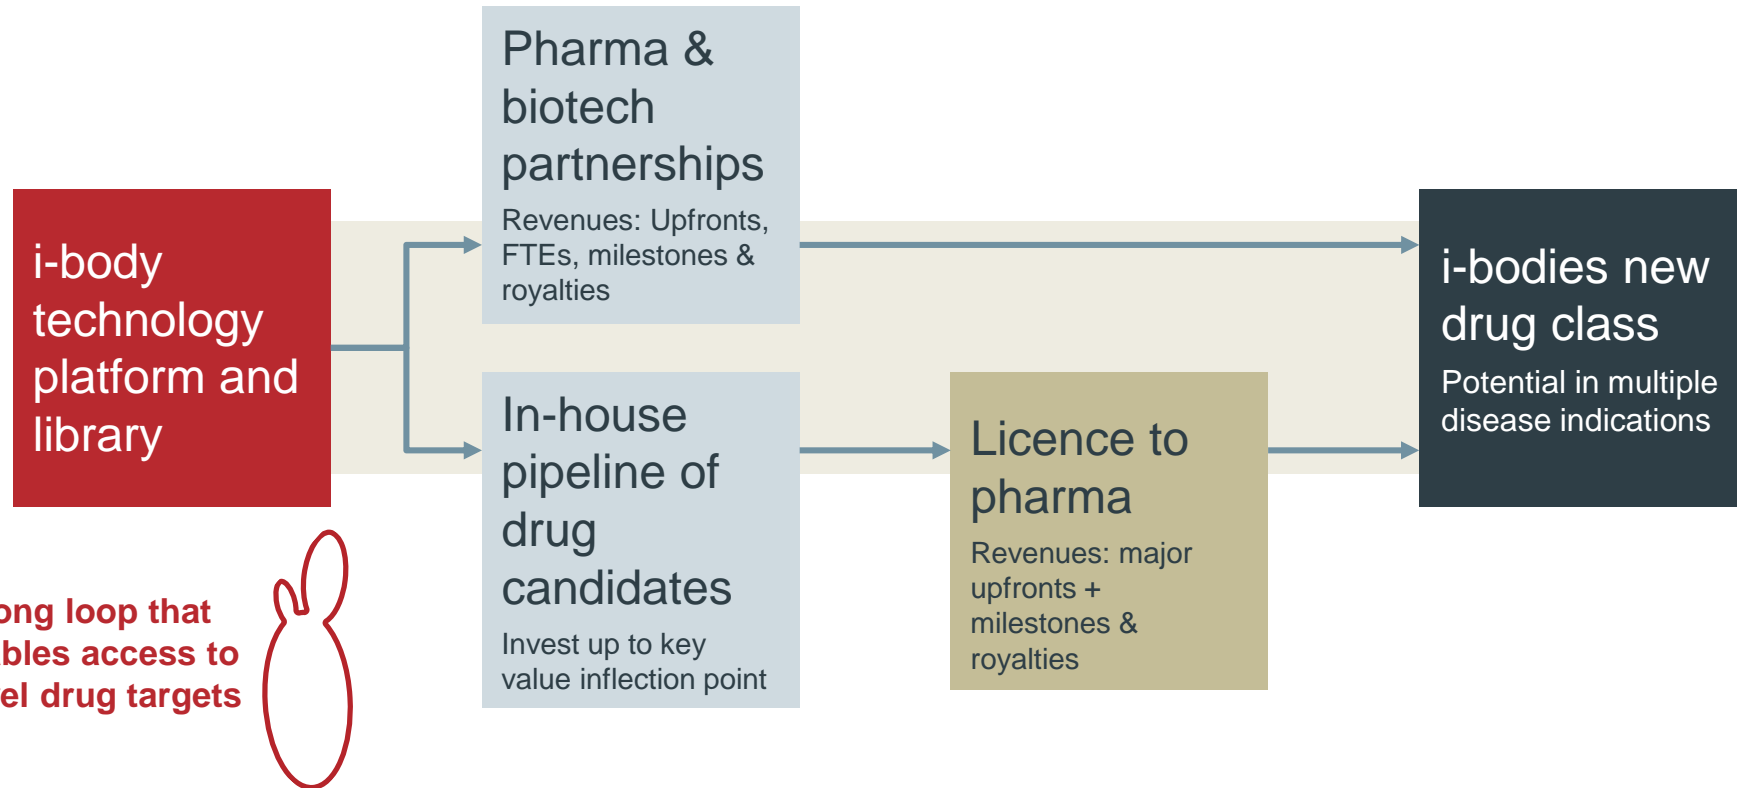 Pharma &
biotech
partnerships
Revenues: Upfronts,
FTEs, milestones &
royalties
i-body
technology
platform and
library
i-bodies new
drug class
Potential in multiple
disease indications
In-house
pipeline of
drug
candidates
Invest up to key
value inflection point
Licence to
pharma
Revenues: major
upfronts +
milestones &
royalties
loop that
access to
drug targets